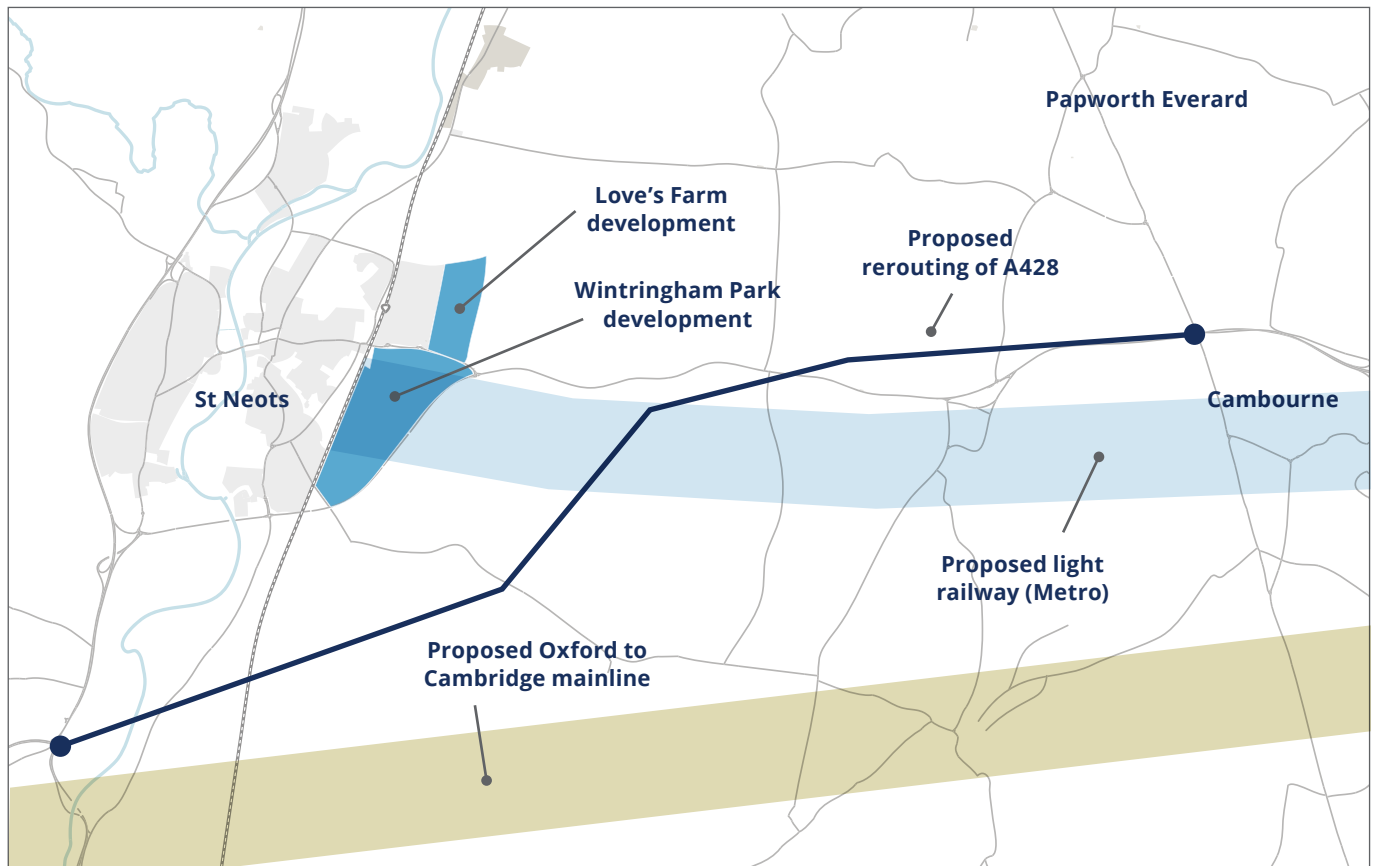 Papworth Everard
Love’s Farm
development
Proposed
rerouting of A428
Wintringham Park
development
St Neots
Cambourne
Proposed light
railway (Metro)
Proposed Oxford to
Cambridge mainline